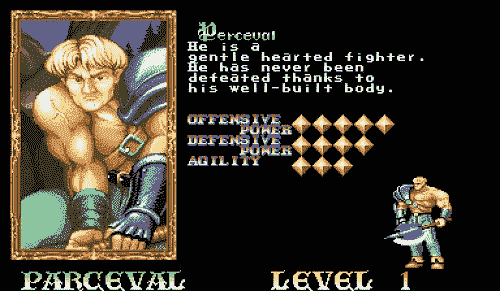 Perceval
He is a
gentle hearted fighter.
He has never been
defeated thanks to
his well-built body.
OFFENSIVE
POWER
DEFENSIVE
POWER
AGILITY
PARCEVAL LEVEL 1